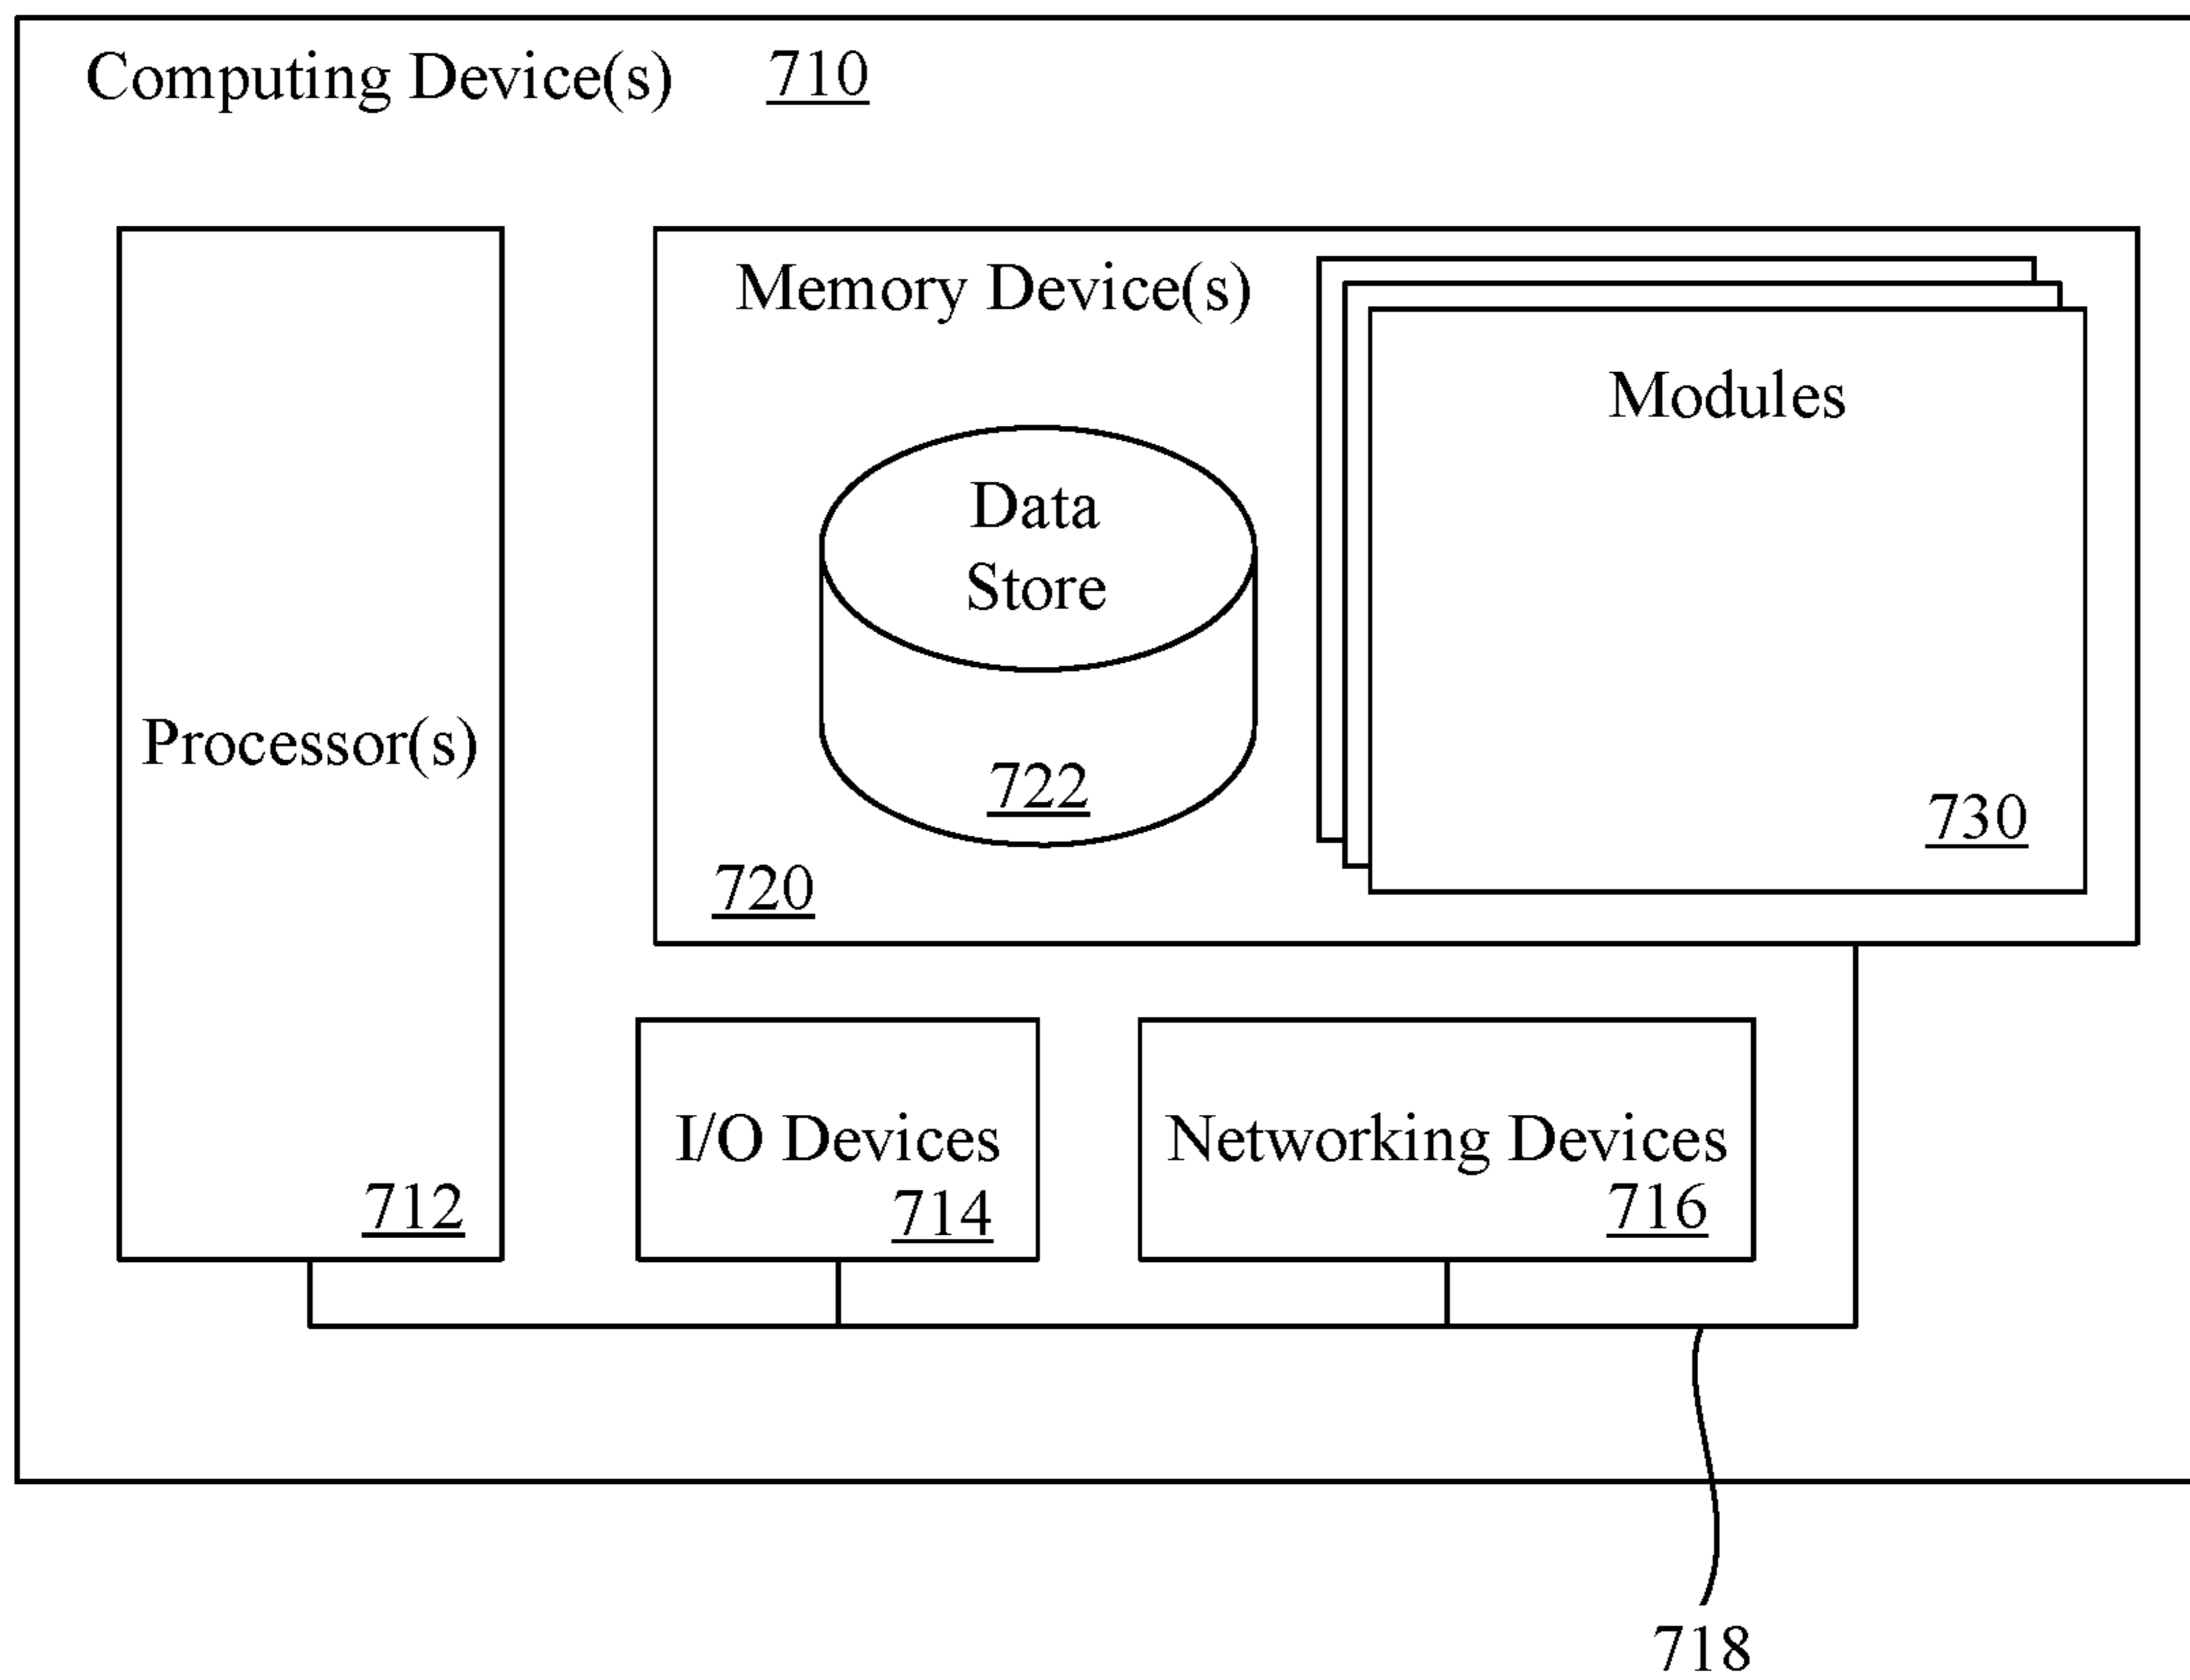 Computing Device(s) 710
Memory Device(s)
Modules
Data
Store
Processor(s)
722
730
720
I/O Devices
Networking Devices
712
714
716
718